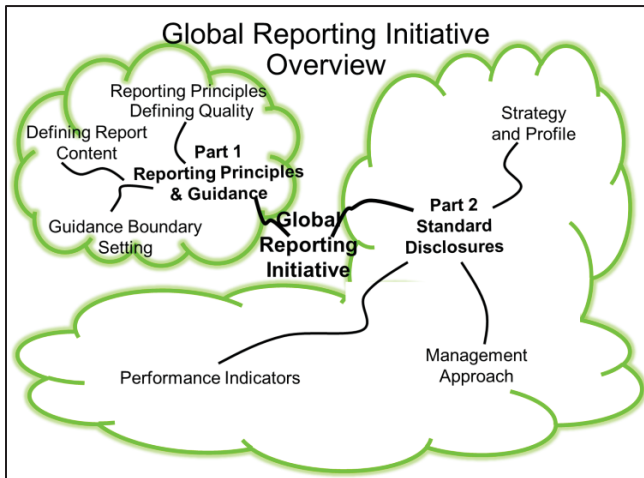 Global Reporting Initiative
Overview
Reporting Principles
Defining Quality
Defining Report
Content
Part 1
Reporting Principles
& Guidance
Guidance Boundary
Setting
Global
Reporting
Initiative
Strategy
and Profile
Part 2
Standard
Disclosures
Performance Indicators
Management
Approach